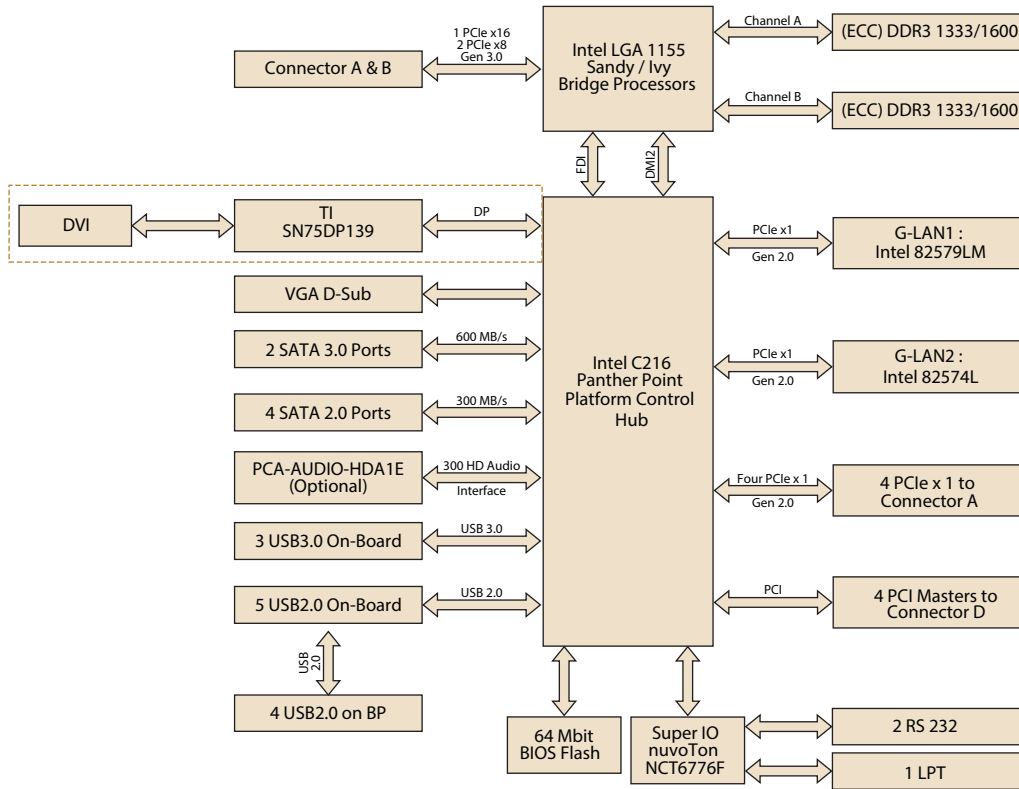 1 PCIe x16
2 PCIe x8
Gen 3.0
Connector A & B
Intel LGA 1155
Sandy / Ivy
Bridge Processors
Channel A
(ECC) DDR3 1333/1600
Channel B
(ECC) DDR3 1333/1600
FDI
DMI2
DVI
TI
SN75DP139
DP
VGA D-Sub
2 SATA 3.0 Ports
600 MB/s
4 SATA 2.0 Ports
300 MB/s
PCA-AUDIO-HDA1E
(Optional)
300 HD Audio
Interface
3 USB3.0 On-Board
USB 3.0
5 USB2.0 On-Board
USB 2.0
USB
2.0
4 USB2.0 on BP
Intel C216
Panther Point
Platform Control
Hub
PCIe x1
Gen 2.0
G-LAN1 :
Intel 82579LM
PCIe x1
Gen 2.0
G-LAN2 :
Intel 82574L
Four PCIe x 1
Gen 2.0
4 PCIe x 1 to
Connector A
PCI
4 PCI Masters to
Connector D
64 Mbit
BIOS Flash
Super IO
nuvoTon
NCT6776F
2 RS 232
1 LPT